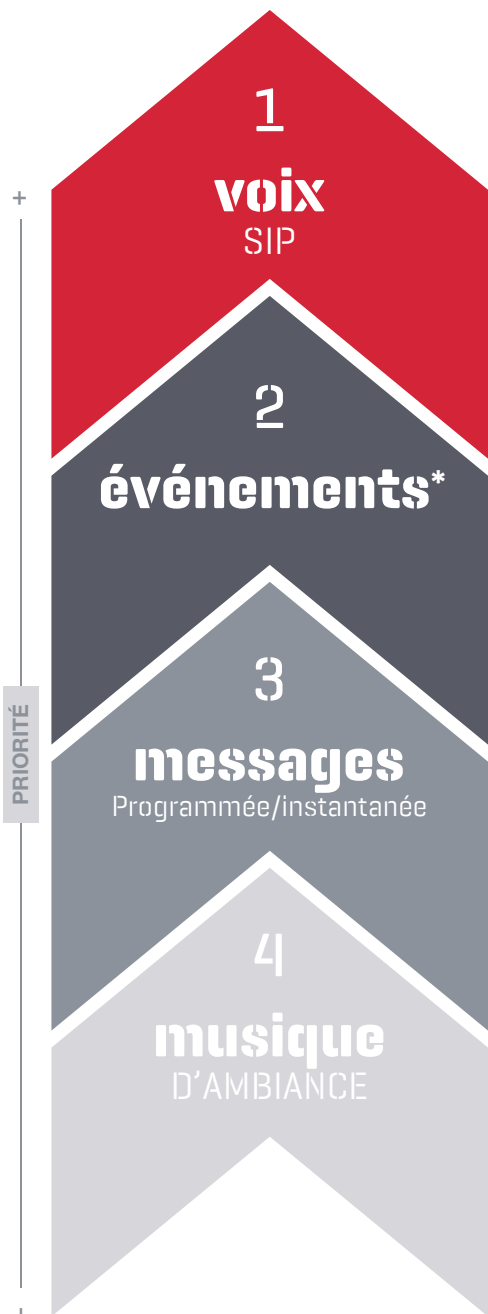 +
1
voix
SIP
2
événements*
3
PRIORITÉ
messages
Programmée/instantanée
4
musique
D'AMBIANCE
-